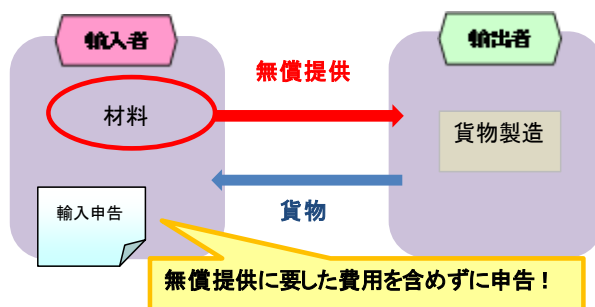 輸入者
輸出者
無償提供
材料
貨物製造
輸入申告
貨物
無償提供に要した費用を含めずに申告！